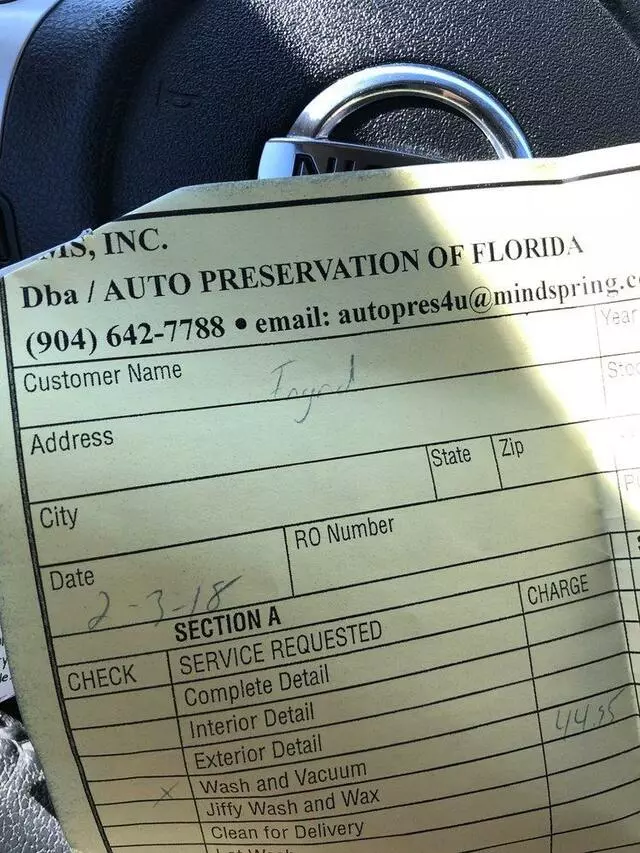 NIS
MS, INC.
Dba / AUTO PRESERVATION OF FLORIDA
(904) 642-7788 • email: autopres4u@mindspring.c
Customer Name
Year
Address
State Zip
City
RO Number
Date 2-3-18
SECTION A
CHECK SERVICE REQUESTED CHARGE
Complete Detail
Interior Detail
Exterior Detail 44.95
X Wash and Vacuum
Jiffy Wash and Wax
Clean for Delivery